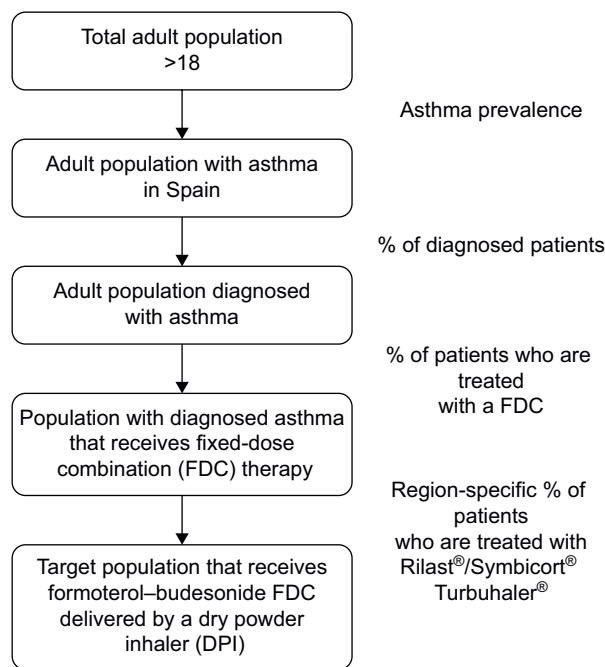 Total adult population
>18
Asthma prevalence
Adult population with asthma
in Spain
% of diagnosed patients
Adult population diagnosed
with asthma
% of patients who are
treated
with a FDC
Population with diagnosed asthma
that receives fixed-dose
combination (FDC) therapy
Region-specific % of
patients
who are treated with
Rilast®/Symbicort®
Turbuhaler®
Target population that receives
formoterol–budesonide FDC
delivered by a dry powder
inhaler (DPI)